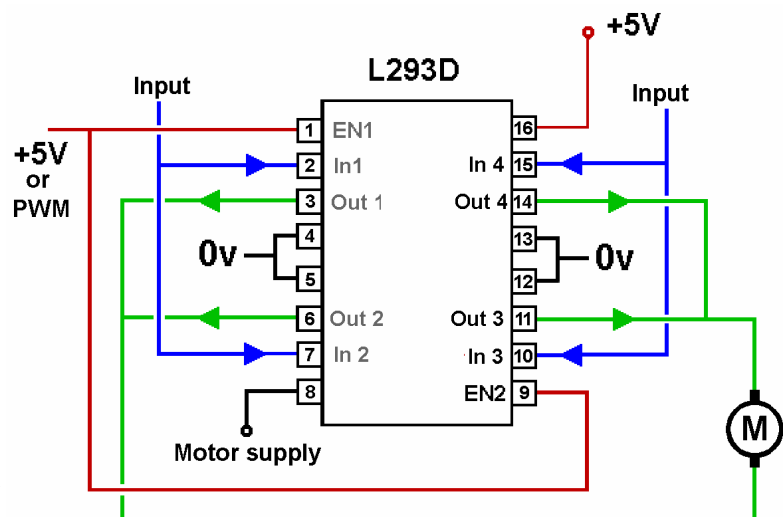 L293D
+5V
Input
Input
+5V
or
PWM
1 EN1
2 In1
3 Out 1
4
5
6 Out 2
7 In 2
8
0v
Motor supply
16
In 4 15
Out 4 14
13
12
Out 3 11
In 3 10
EN2 9
0v
M